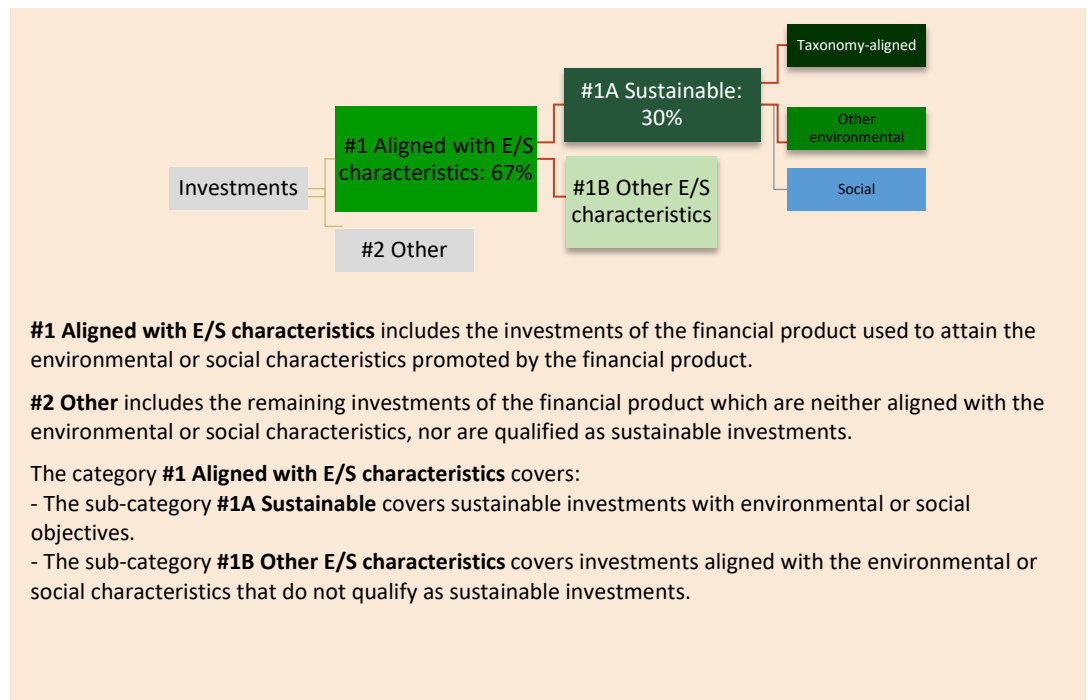 Taxonomy-aligned
#1A Sustainable:
30%
#1 Aligned with E/S
characteristics: 67%
Other
environmental
Investments
#1B Other E/S
characteristics
Social
#2 Other
#1 Aligned with E/S characteristics includes the investments of the financial product used to attain the
environmental or social characteristics promoted by the financial product.
#2 Other includes the remaining investments of the financial product which are neither aligned with the
environmental or social characteristics, nor are qualified as sustainable investments.
The category #1 Aligned with E/S characteristics covers:
- The sub-category #1A Sustainable covers sustainable investments with environmental or social
objectives.
- The sub-category #1B Other E/S characteristics covers investments aligned with the environmental or
social characteristics that do not qualify as sustainable investments.